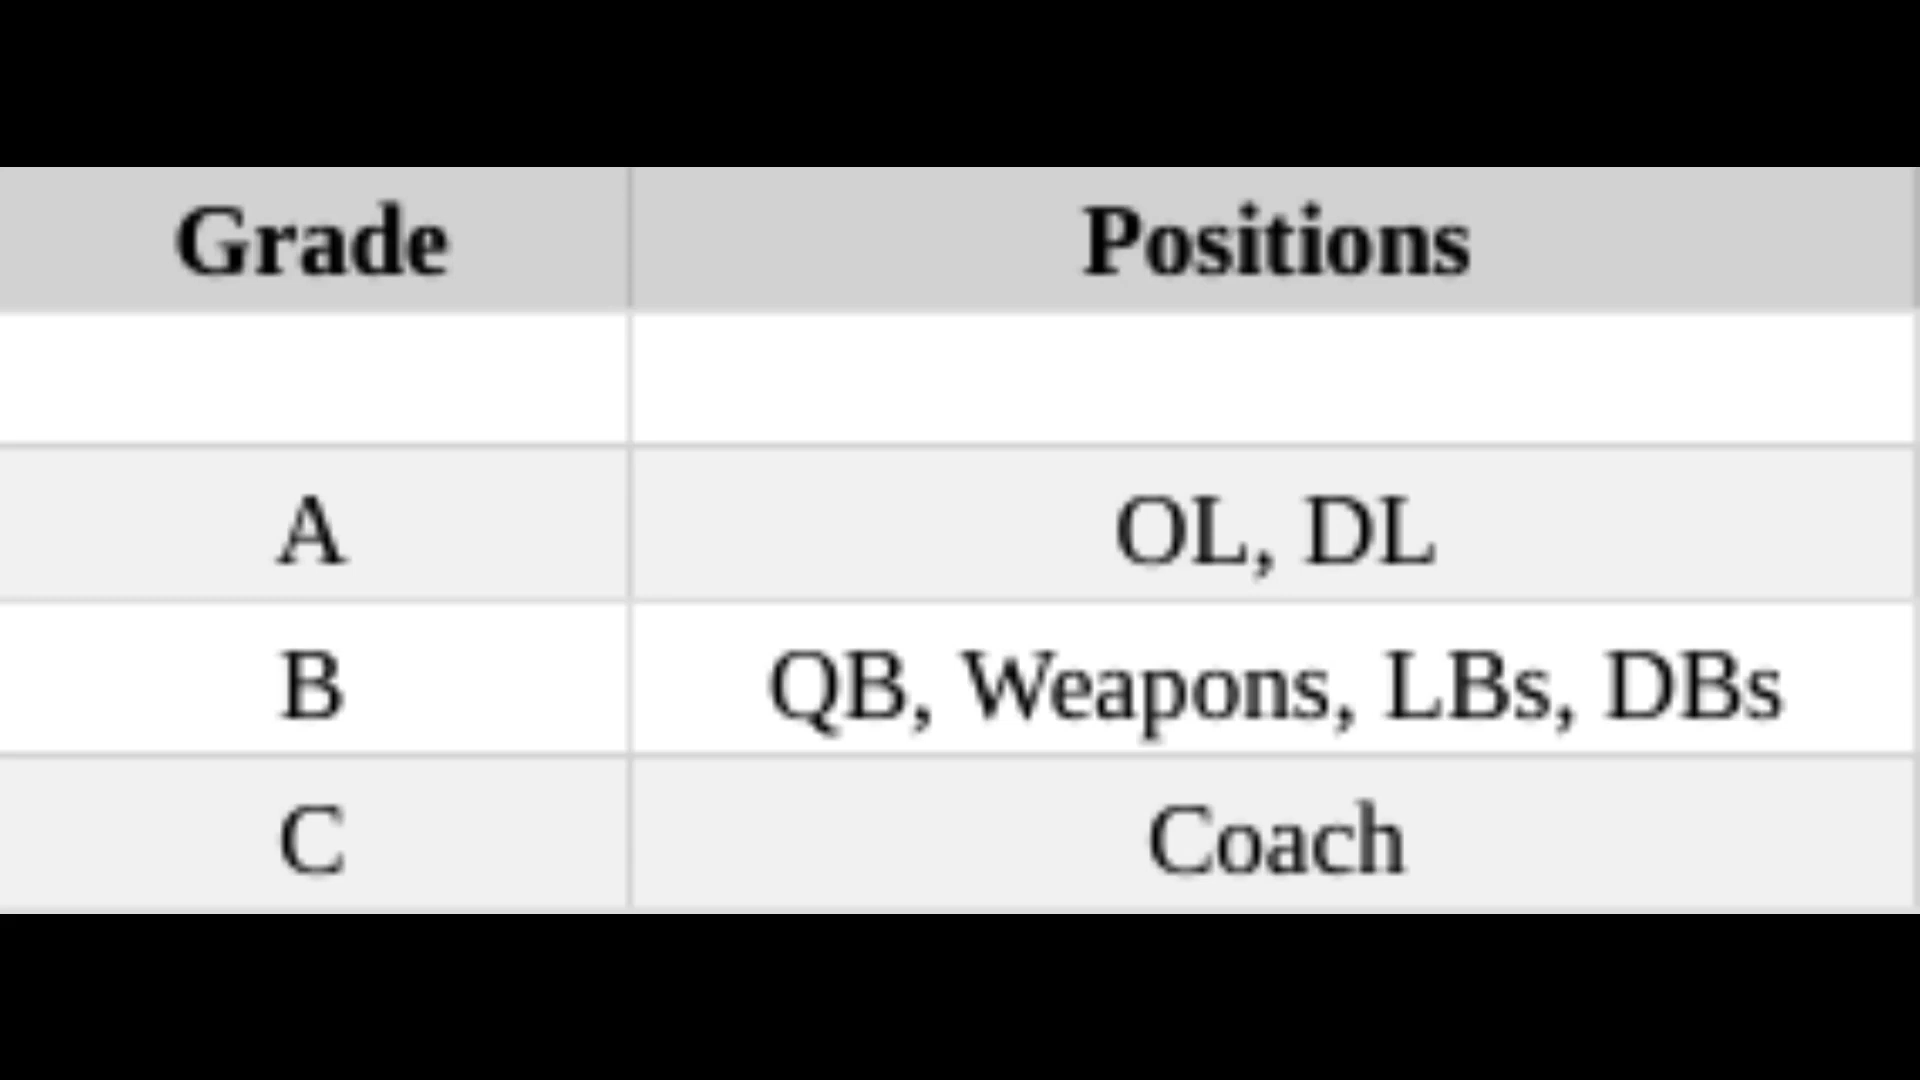 Grade Positions
A OL, DL
B QB, Weapons, LBs, DBs
C Coach